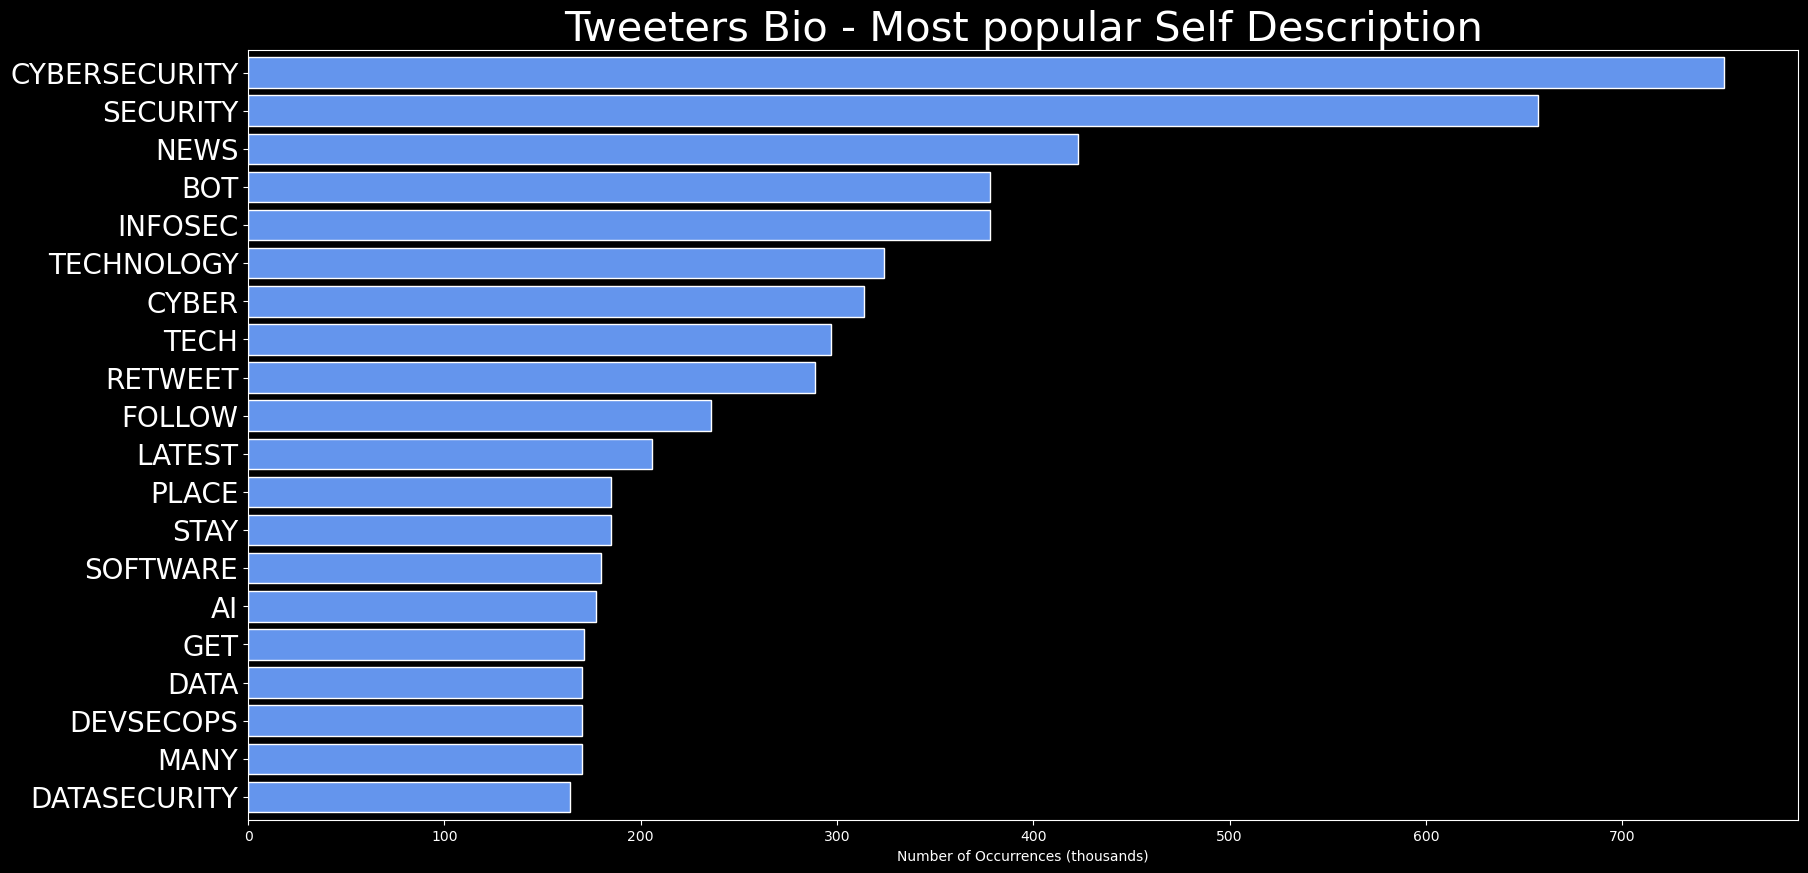 Tweeters Bio - Most popular Self Description
CYBERSECURITY
SECURITY
NEWS
BOT
INFOSEC
TECHNOLOGY
CYBER
TECH
RETWEET
FOLLOW
LATEST
PLACE
STAY
SOFTWARE
AI
GET
DATA
DEVSECOPS
MANY
DATASECURITY
0 100 200 300 400 500 600 700
Number of Occurrences (thousands)